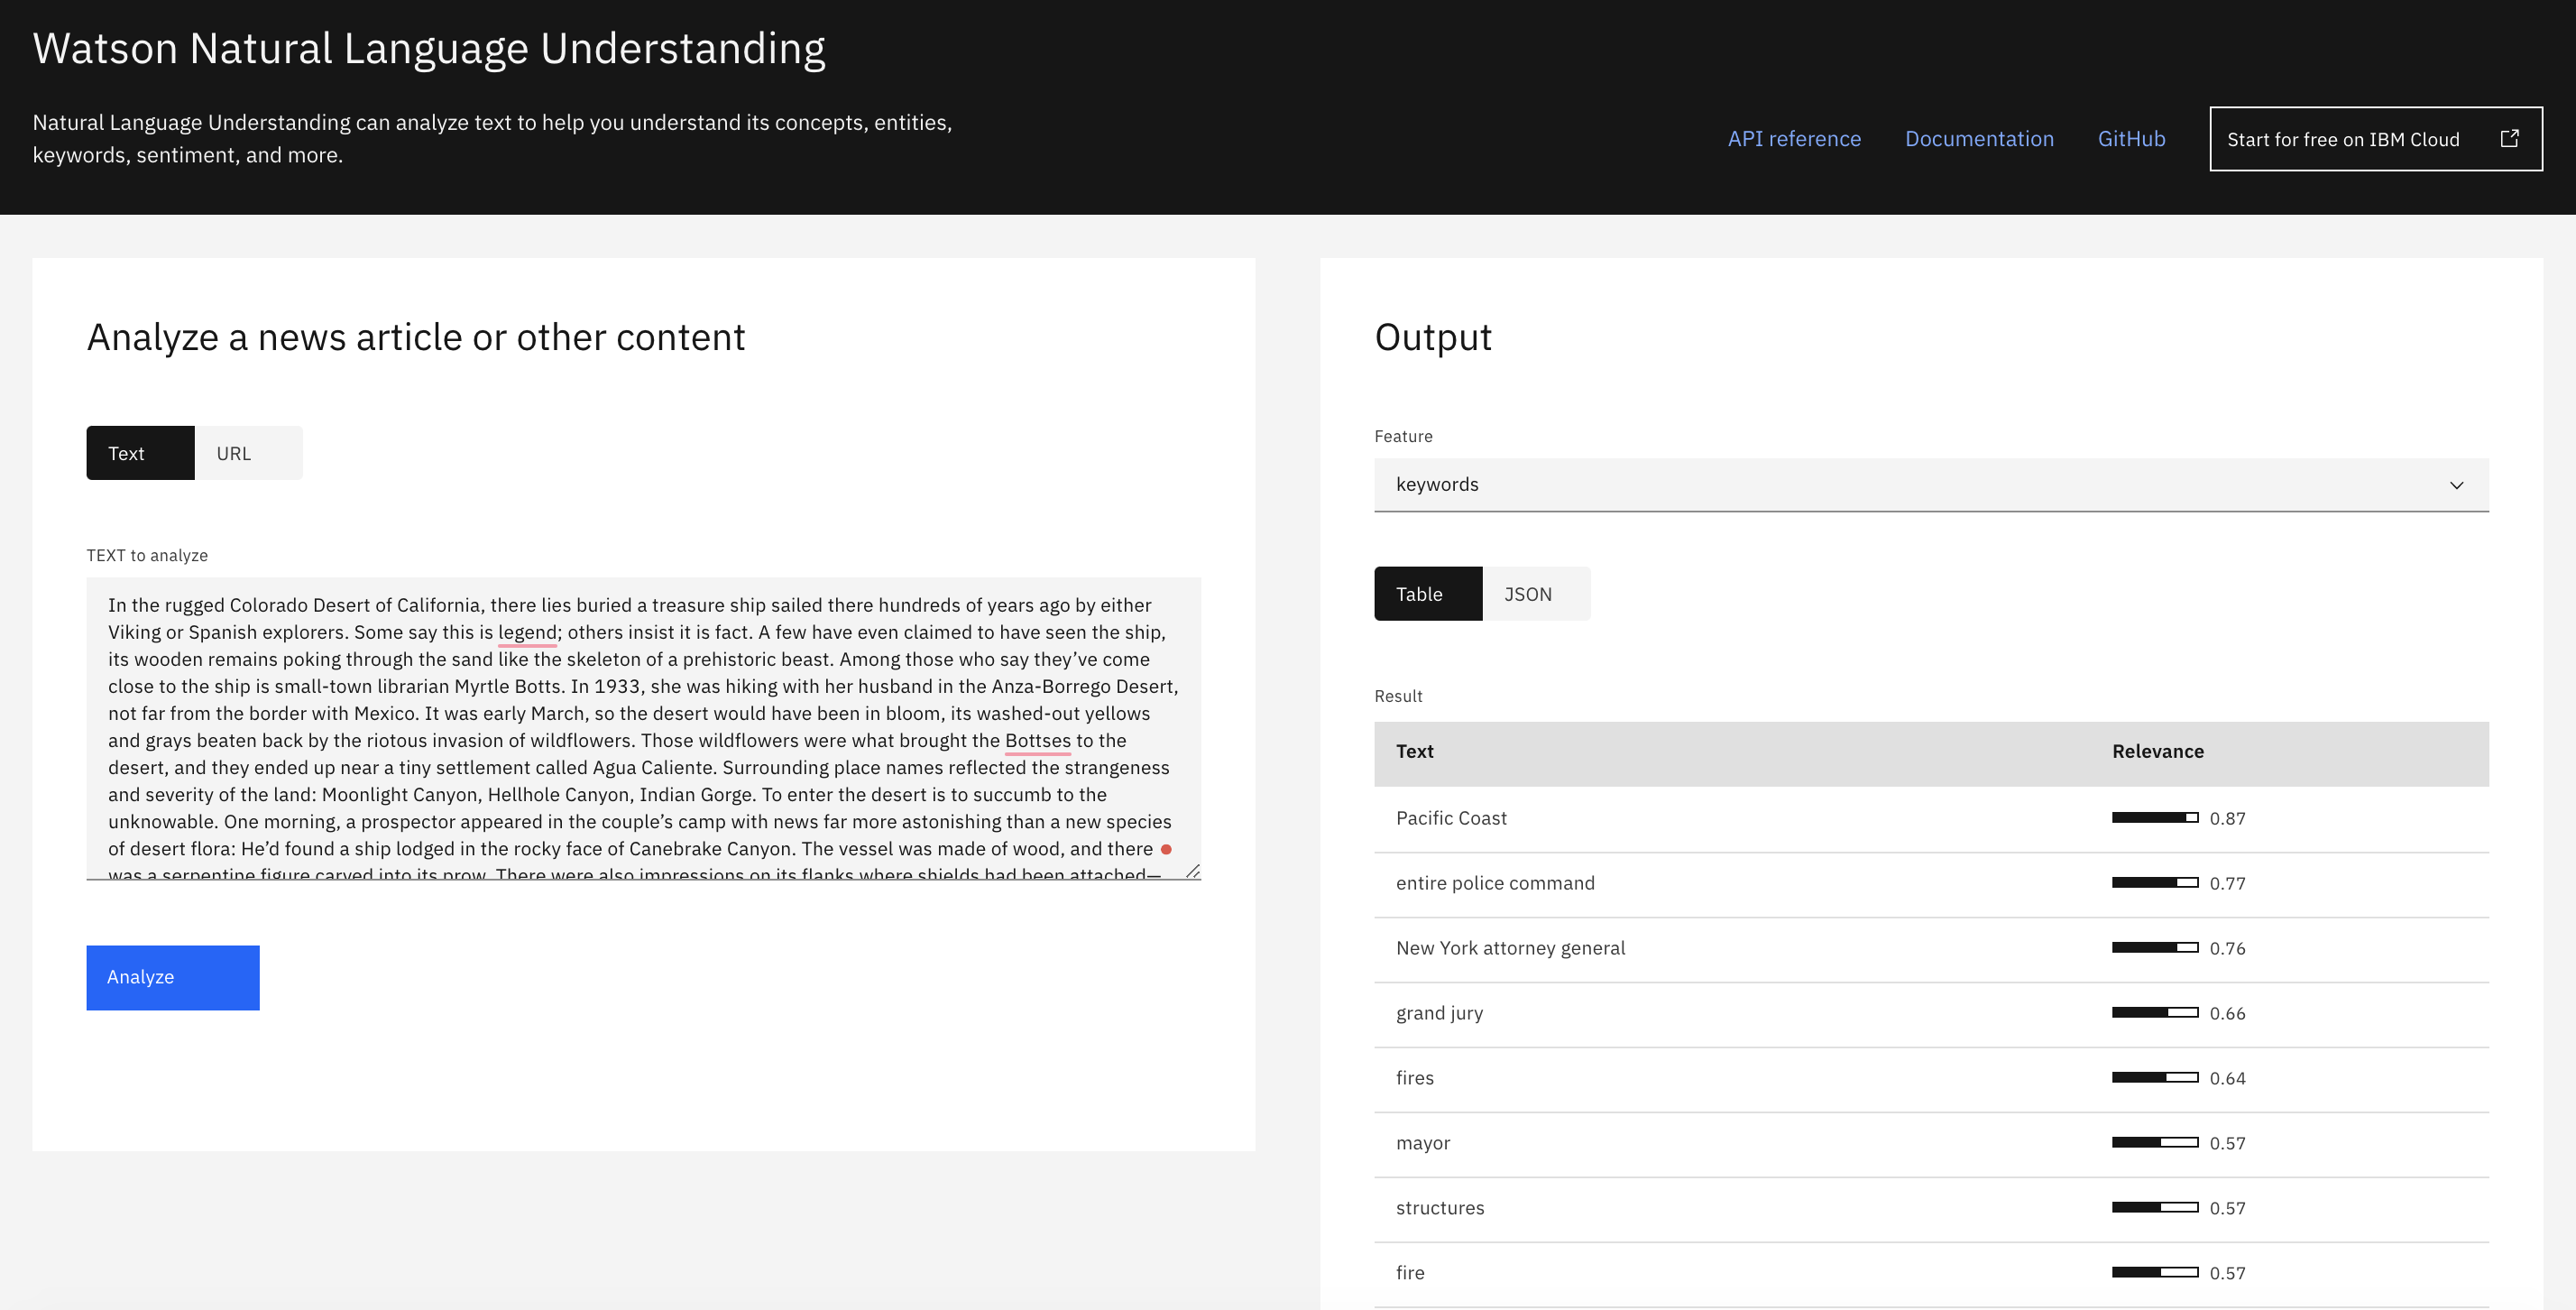 Watson Natural Language Understanding
Natural Language Understanding can analyze text to help you understand its concepts, entities,
keywords, sentiment, and more.
API reference
Documentation
GitHub
Start for free on IBM Cloud
Analyze a news article or other content
Text
URL
TEXT to analyze
In the rugged Colorado Desert of California, there lies buried a treasure ship sailed there hundreds of years ago by either
Viking or Spanish explorers. Some say this is legend; others insist it is fact. A few have even claimed to have seen the ship,
its wooden remains poking through the sand like the skeleton of a prehistoric beast. Among those who say they’ve come
close to the ship is small-town librarian Myrtle Botts. In 1933, she was hiking with her husband in the Anza-Borrego Desert,
not far from the border with Mexico. It was early March, so the desert would have been in bloom, its washed-out yellows
and grays beaten back by the riotous invasion of wildflowers. Those wildflowers were what brought the Bottses to the
desert, and they ended up near a tiny settlement called Agua Caliente. Surrounding place names reflected the strangeness
and severity of the land: Moonlight Canyon, Hellhole Canyon, Indian Gorge. To enter the desert is to succumb to the
unknowable. One morning, a prospector appeared in the couple’s camp with news far more astonishing than a new species
of desert flora: He’d found a ship lodged in the rocky face of Canebrake Canyon. The vessel was made of wood, and there
was a serpentine figure carved into its prow. There were also impressions on its flanks where shields had been attached—
Analyze
Output
Feature
keywords
Table
JSON
Result
Text Relevance
Pacific Coast 0.87
entire police command 0.77
New York attorney general 0.76
grand jury 0.66
fires 0.64
mayor 0.57
structures 0.57
fire 0.57